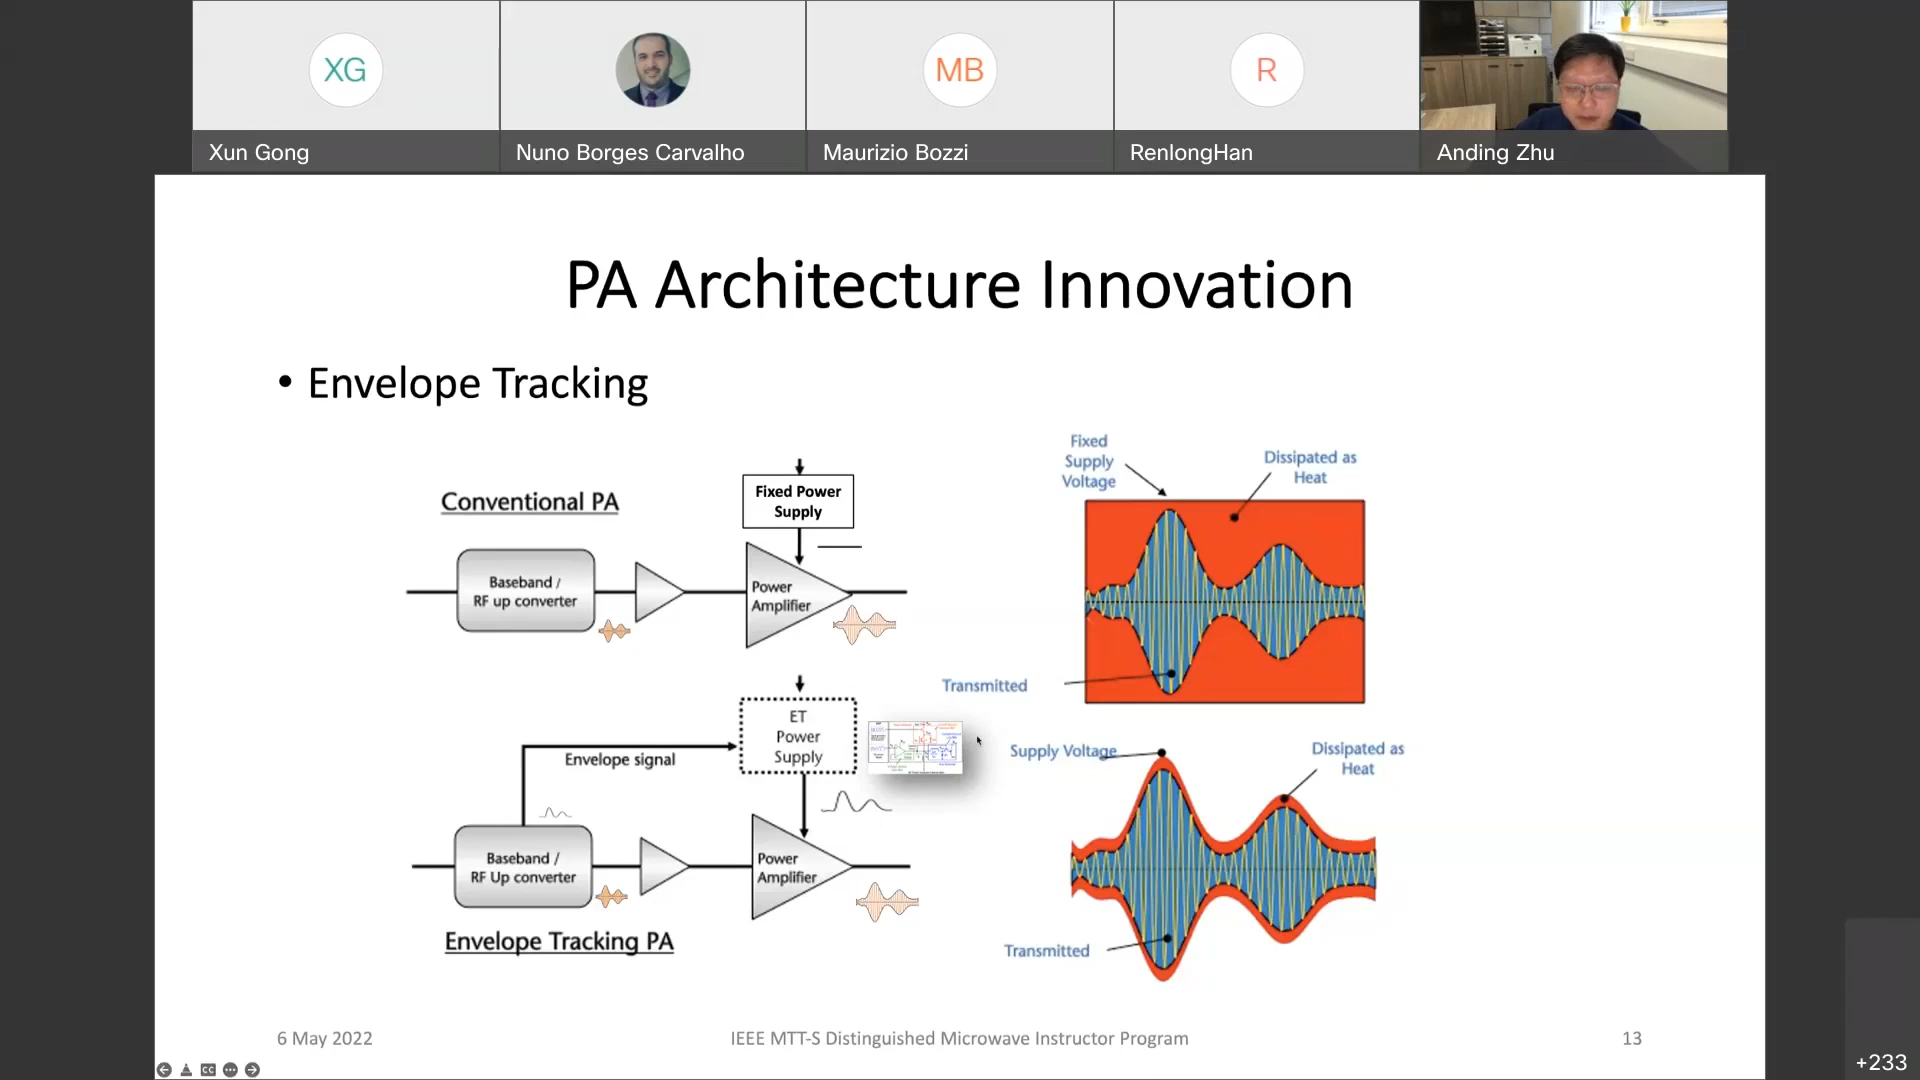 XG
MB
R
Xun Gong
Nuno Borges Carvalho
Maurizio Bozzi
RenlongHan
Anding Zhu
PA Architecture Innovation
• Envelope Tracking
Conventional PA
Fixed Power
Supply
Baseband /
RF up converter
Power
Amplifier
Fixed
Supply
Voltage
Dissipated as
Heat
Transmitted
ET
Power
Supply
Envelope signal
Baseband /
RF Up converter
Power
Amplifier
Envelope Tracking PA
Supply Voltage
Dissipated as
Heat
Transmitted
6 May 2022
IEEE MTT-S Distinguished Microwave Instructor Program
13
CC
+233